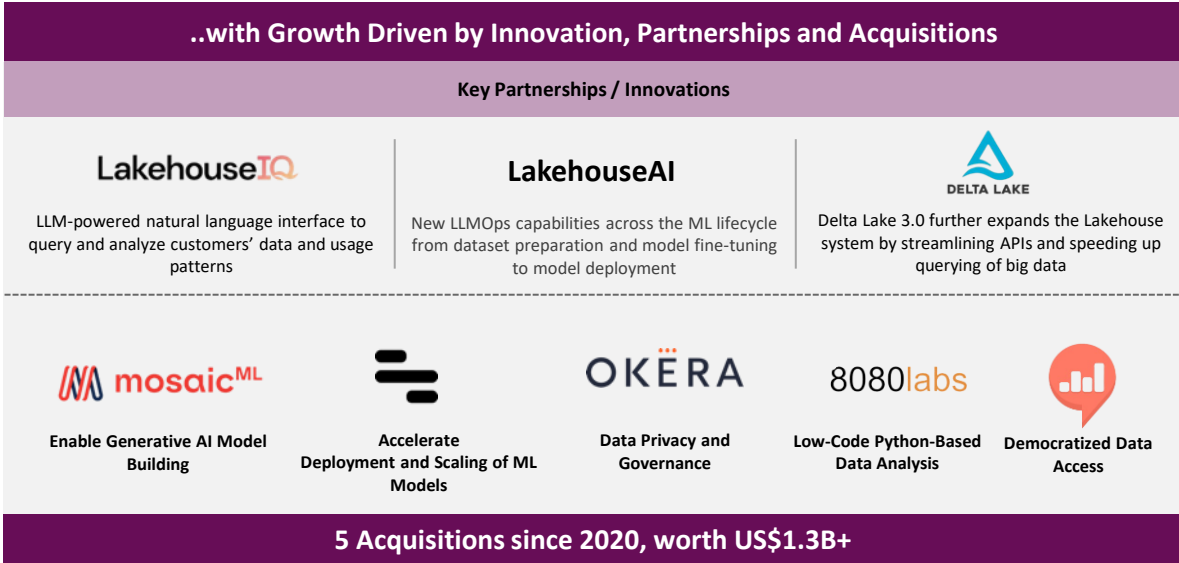 ..with Growth Driven by Innovation, Partnerships and Acquisitions
Key Partnerships / Innovations
LakehouseIQ
LLM-powered natural language interface to
query and analyze customers’ data and usage
patterns
LakehouseAI
New LLMOps capabilities across the ML lifecycle
from dataset preparation and model fine-tuning
to model deployment
DELTA LAKE
Delta Lake 3.0 further expands the Lakehouse
system by streamlining APIs and speeding up
querying of big data
mosaicML
Enable Generative AI Model
Building
Accelerate
Deployment and Scaling of ML
Models
OKËRA
Data Privacy and
Governance
8080labs
Low-Code Python-Based
Data Analysis
Democratized Data
Access
5 Acquisitions since 2020, worth US$1.3B+